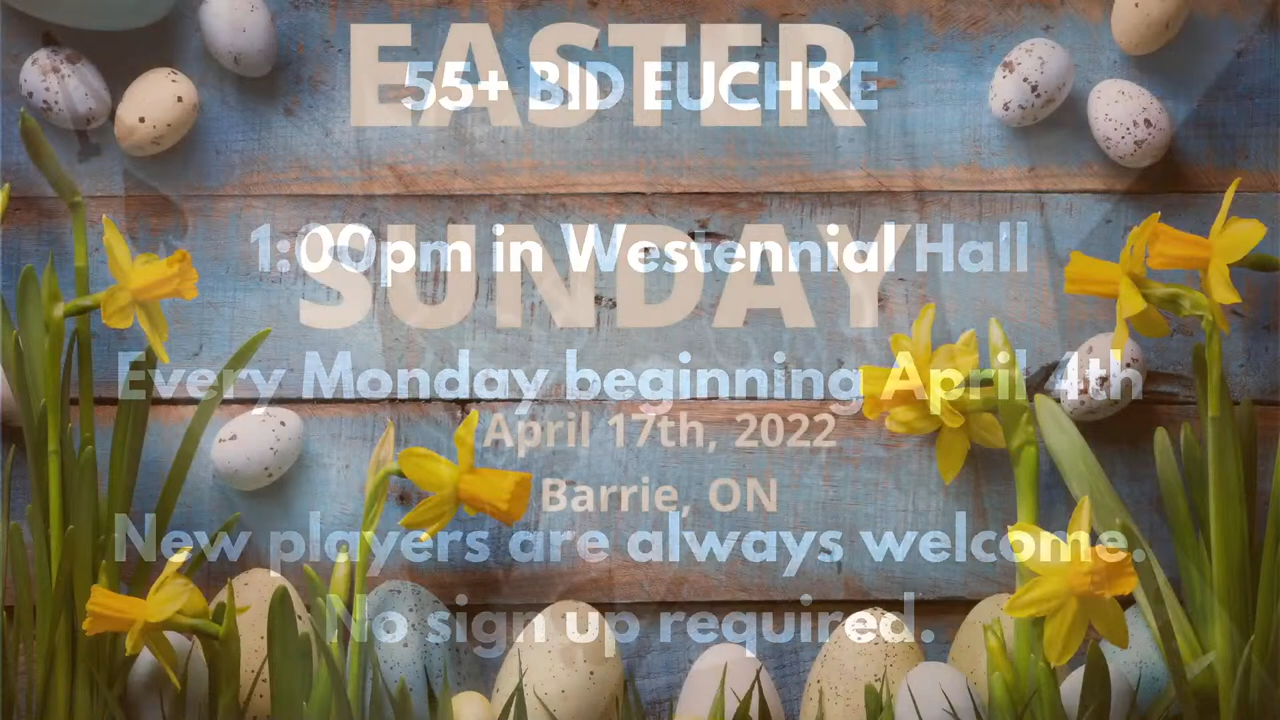 EASTER
55+ BID EUCHRE
SUNDAY
1:00pm in Westennial Hall
Every Monday beginning April 4th
April 17th, 2022
Barrie, ON
New players are always welcome.
No sign up required.